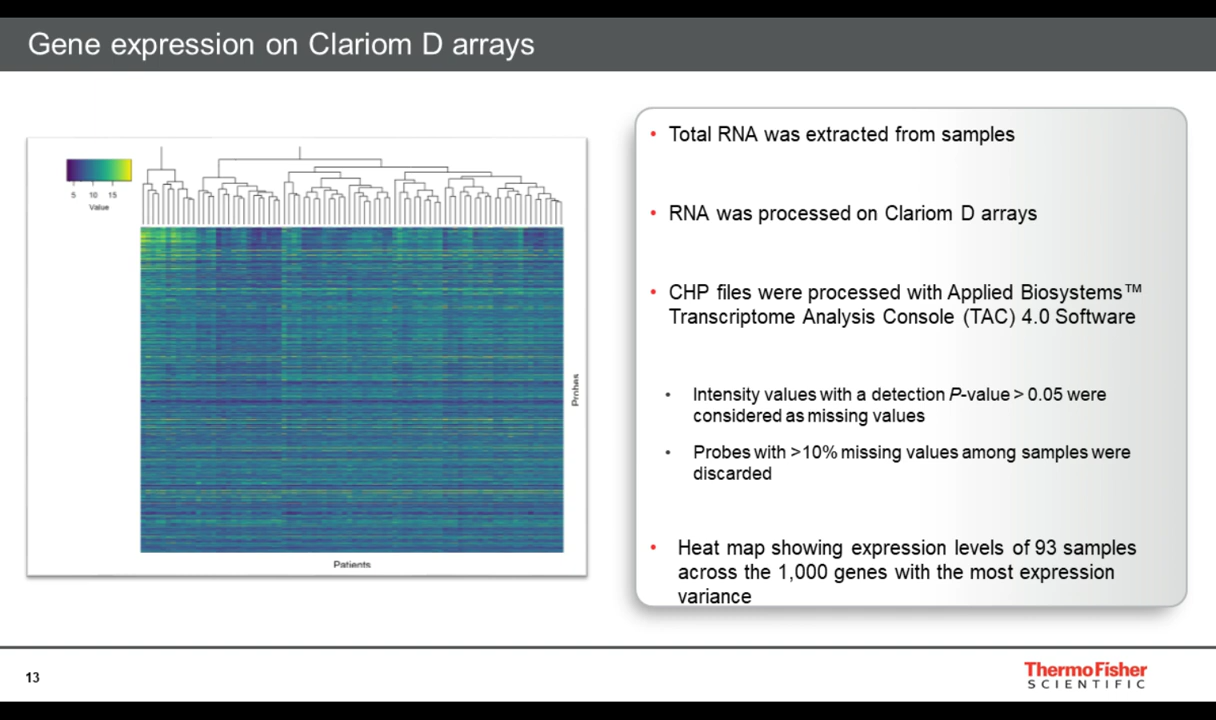 Gene expression on Clariom D arrays
5 10 15
Value
Probes
Patients
• Total RNA was extracted from samples
• RNA was processed on Clariom D arrays
• CHP files were processed with Applied Biosystems™
Transcriptome Analysis Console (TAC) 4.0 Software
• Intensity values with a detection P-value > 0.05 were
considered as missing values
• Probes with >10% missing values among samples were
discarded
• Heat map showing expression levels of 93 samples
across the 1,000 genes with the most expression
variance
13
ThermoFisher
SCIENTIFIC